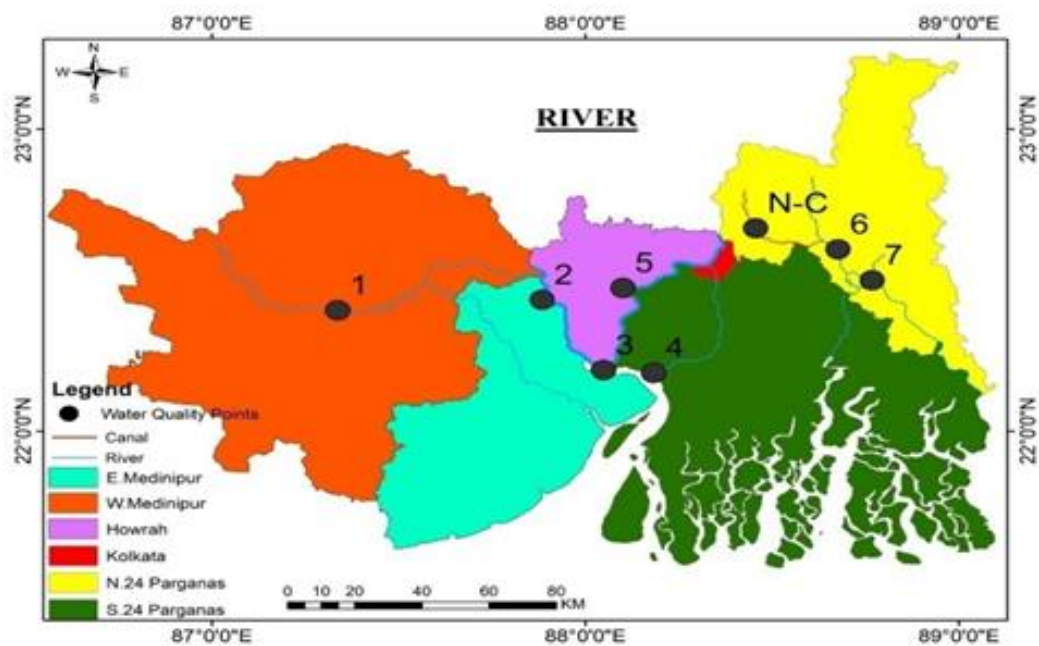 87°0'0"E 88°0'0"E 89°0'0"E
N
W E
S
RIVER
23°0'0"N 23°0'0"N
N-C
6
7
5
2
1
3 4
22°0'0"N 22°0'0"N
Legend
Water Quality Points
Canal
River
E.Medinipur
W.Medinipur
Howrah
Kolkata
N.24 Parganas
S.24 Parganas
0 10 20 40 60 80
KM
87°0'0"E 88°0'0"E 89°0'0"E